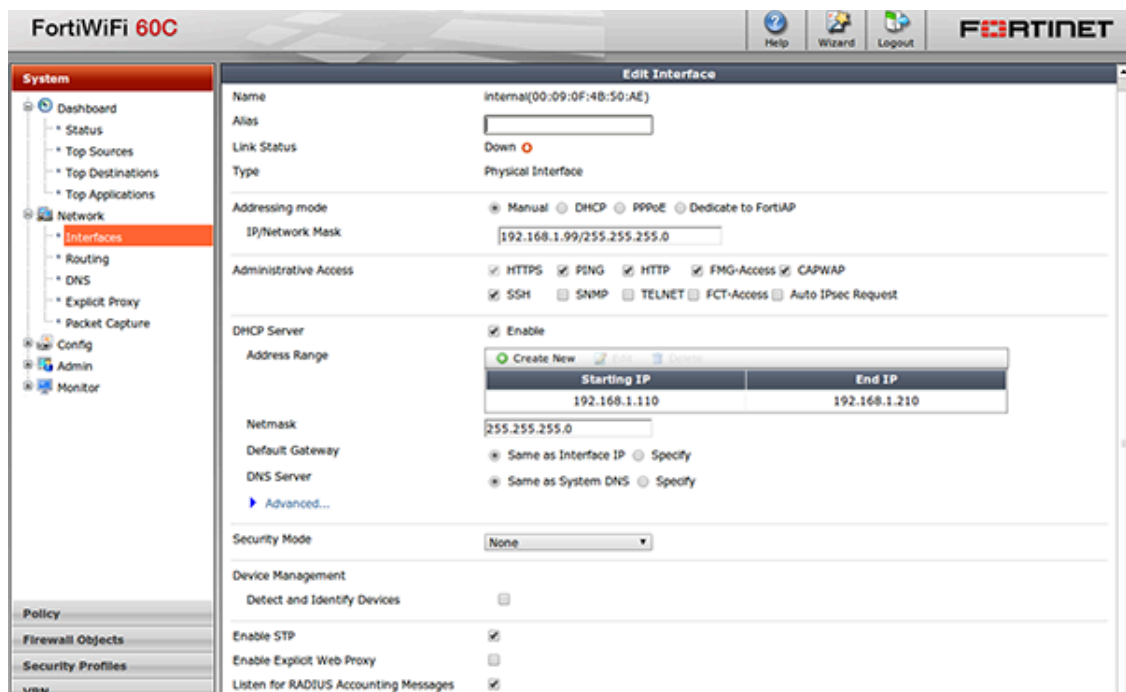 FortiWiFi 60C
Help
Wizard
Logout
FORTINET
System
Dashboard
* Status
* Top Sources
* Top Destinations
* Top Applications
Network
* Interfaces
* Routing
* DNS
* Explicit Proxy
* Packet Capture
Config
Admin
Monitor
Policy
Firewall Objects
Security Profiles
VPN
Edit Interface
Name internal(00:09:0F:4B:50:AE)
Alias
Link Status Down
Type Physical Interface
Addressing mode Manual DHCP PPPoE Dedicate to FortiAP
IP/Network Mask 192.168.1.99/255.255.255.0
Administrative Access HTTPS PING HTTP FMG-Access CAPWAP
SSH SNMP TELNET FCT-Access Auto IPsec Request
DHCP Server Enable
Address Range Create New Edit Delete
Starting IP End IP
192.168.1.110 192.168.1.210
Netmask 255.255.255.0
Default Gateway Same as Interface IP Specify
DNS Server Same as System DNS Specify
Advanced...
Security Mode None
Device Management
Detect and Identify Devices
Enable STP
Enable Explicit Web Proxy
Listen for RADIUS Accounting Messages